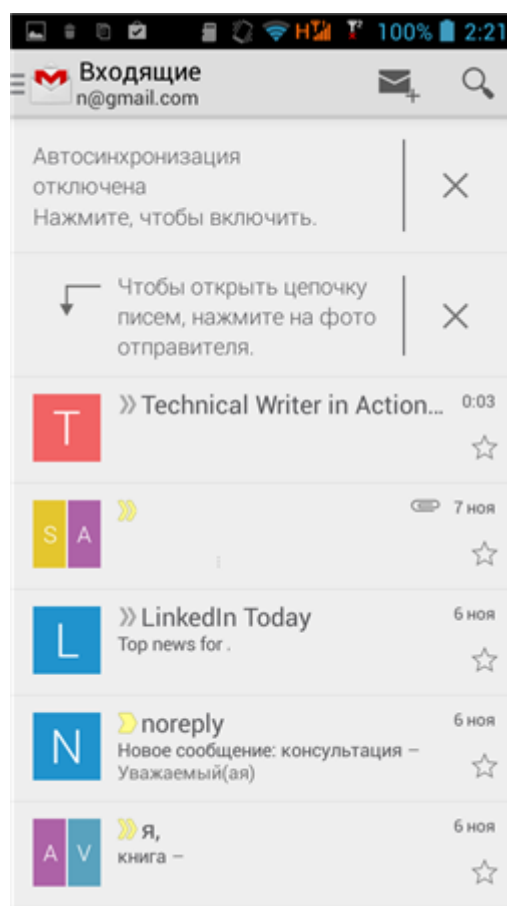 H
100% 2:21
Входящие
n@gmail.com
Автосинхронизация
отключена
Нажмите, чтобы включить.
Чтобы открыть цепочку
писем, нажмите на фото
отправителя.
T
Technical Writer in Action... 0:03
S A
7 ноя
L
LinkedIn Today 6 ноя
Top news for .
N
noreply 6 ноя
Новое сообщение: консультация –
Уважаемый(ая)
A V
я, 6 ноя
книга –